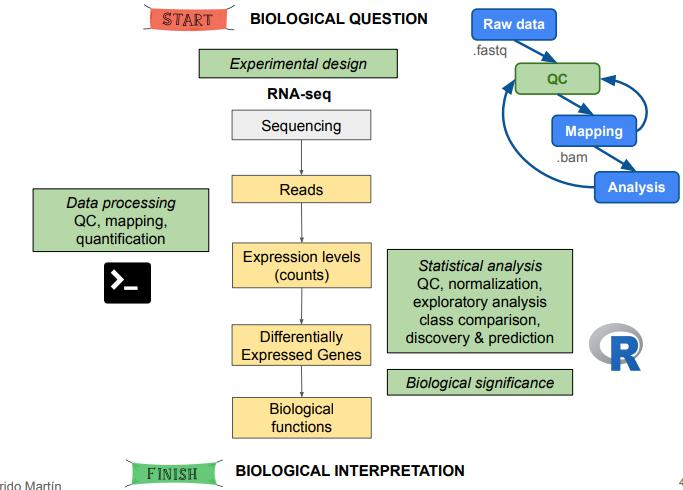 START BIOLOGICAL QUESTION
Experimental design
RNA-seq
Sequencing
Reads
Expression levels
(counts)
Differentially
Expressed Genes
Biological
functions
Data processing
QC, mapping,
quantification
>_
Statistical analysis
QC, normalization,
exploratory analysis
class comparison,
discovery & prediction
R
Biological significance
Raw data
.fastq
QC
Mapping
.bam
Analysis
FINISH BIOLOGICAL INTERPRETATION
rido Martín
4